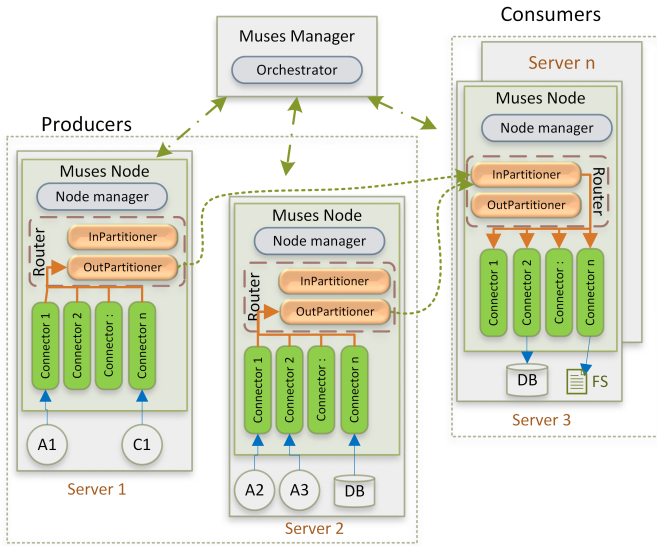 Consumers
Muses Manager
Orchestrator
Server n
Muses Node
Node manager
InPartitioner
OutPartitioner
Router
Connector 1
Connector 2
Connector :
Connector n
DB
FS
Server 3
Producers
Muses Node
Node manager
InPartitioner
OutPartitioner
Router
Connector 1
Connector 2
Connector :
Connector n
A1
C1
Server 1
Muses Node
Node manager
InPartitioner
OutPartitioner
Router
Connector 1
Connector 2
Connector :
Connector n
A2
A3
DB
Server 2